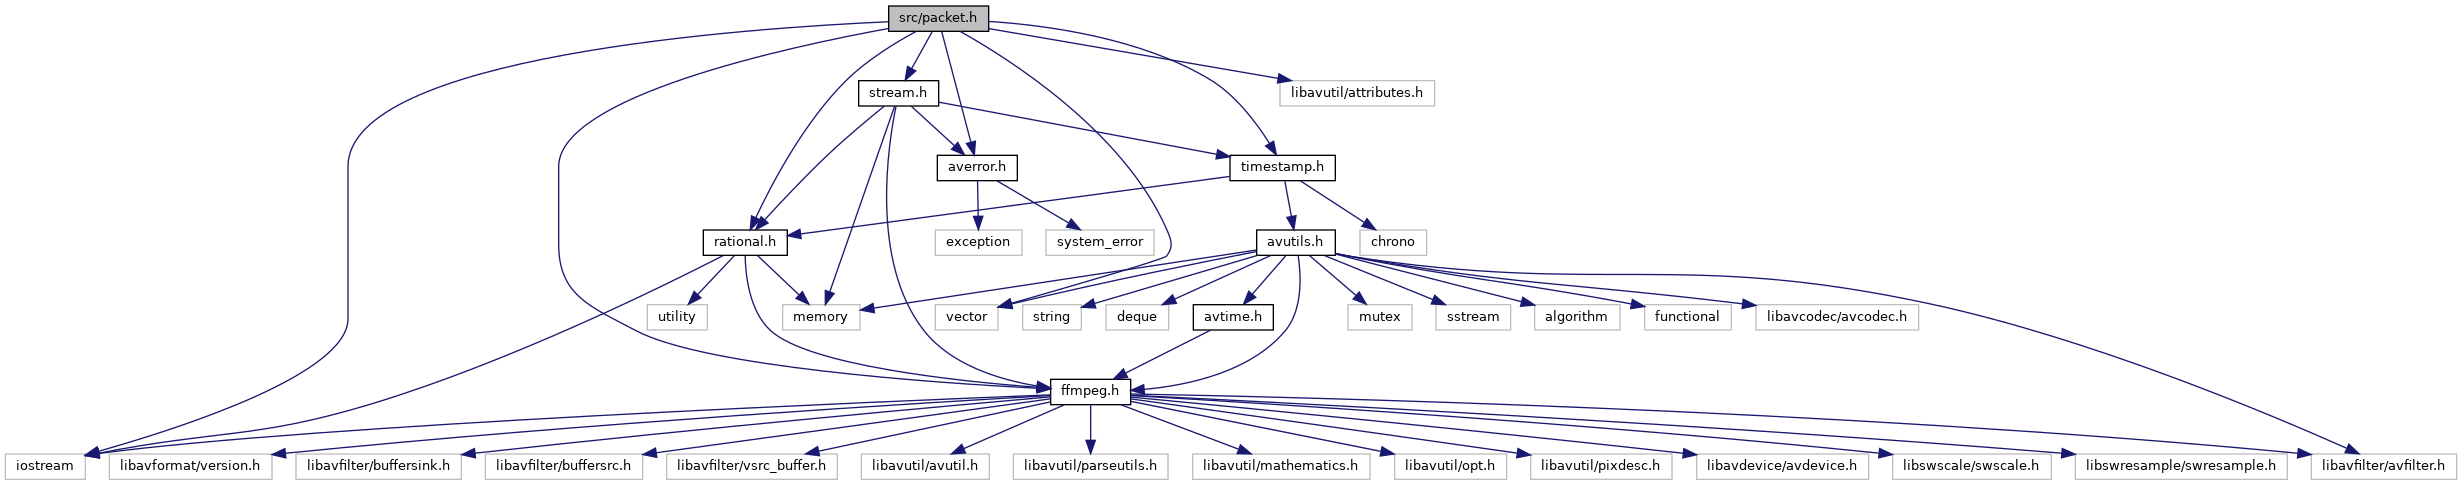 src/packet.h
stream.h
libavutil/attributes.h
averror.h
timestamp.h
rational.h
exception
system_error
avutils.h
chrono
utility
memory
vector
string
deque
avtime.h
mutex
sstream
algorithm
functional
libavcodec/avcodec.h
ffmpeg.h
iostream
libavformat/version.h
libavfilter/buffersink.h
libavfilter/buffersrc.h
libavfilter/vsrc_buffer.h
libavutil/avutil.h
libavutil/parseutils.h
libavutil/mathematics.h
libavutil/opt.h
libavutil/pixdesc.h
libavdevice/avdevice.h
libswscale/swscale.h
libswresample/swresample.h
libavfilter/avfilter.h